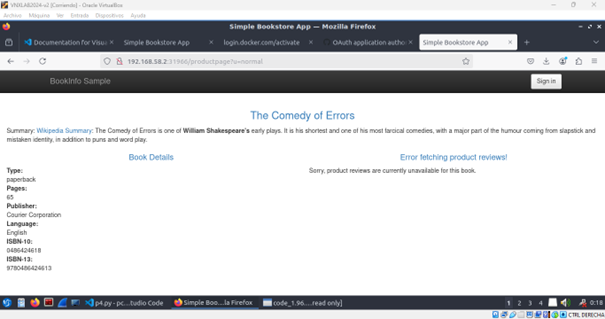 VNXLAB2024-v2 [Corriendo] - Oracle VirtualBox
Archivo Máquina Ver Entrada Dispositivos Ayuda
Simple Bookstore App — Mozilla Firefox
Documentation for Visu Simple Bookstore App login.docker.com/activate OAuth application autho Simple Bookstore App
192.168.58.2:31966/productpage?u=normal
BookInfo Sample Sign in
The Comedy of Errors
Summary: Wikipedia Summary: The Comedy of Errors is one of William Shakespeare's early plays. It is his shortest and one of his most farcical comedies, with a major part of the humour coming from slapstick and
mistaken identity, in addition to puns and word play.
Book Details
Type:
paperback
Pages:
65
Publisher:
Courier Corporation
Language:
English
ISBN-10:
0486424618
ISBN-13:
9780486424613
Error fetching product reviews!
Sorry, product reviews are currently unavailable for this book.
p4.py - pc...tudio Code Simple Boo...la Firefox code_1.96....read only] 1 2 3 4 0:18
CTRL DERECHA